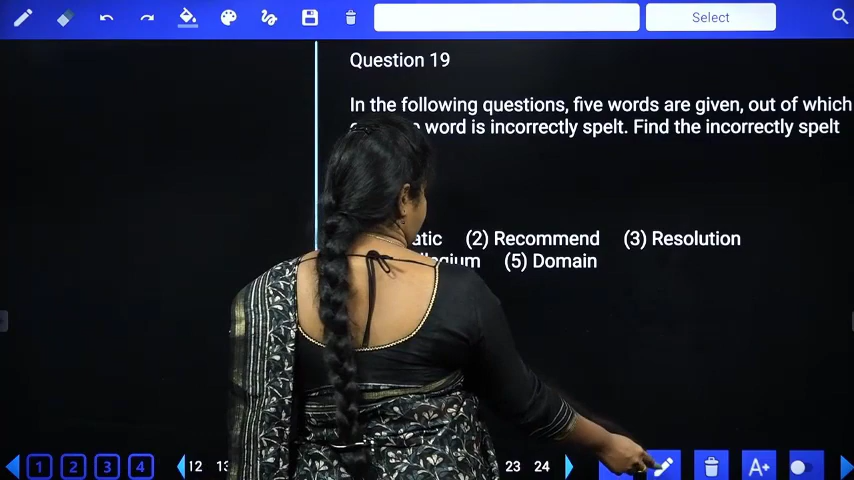 Select
Question 19
In the following questions, five words are given, out of which
word is incorrectly spelt. Find the incorrectly spelt
(2) Recommend (3) Resolution
(5) Domain
1 2 3 4 12 23 24 A+